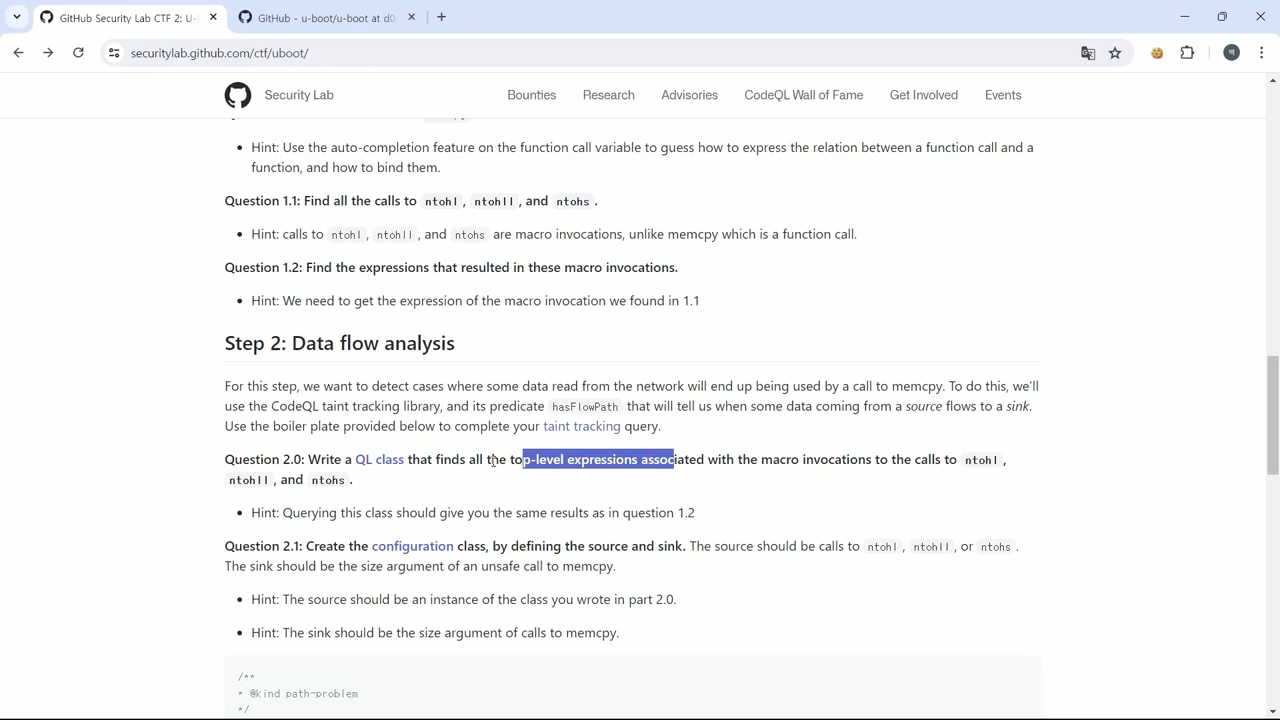 GitHub Security Lab CTF 2: U-
GitHub - u-boot/u-boot at d0
securitylab.github.com/ctf/uboot/
Security Lab
Bounties
Research
Advisories
CodeQL Wall of Fame
Get Involved
Events
Hint: Use the auto-completion feature on the function call variable to guess how to express the relation between a function call and a
function, and how to bind them.
Question 1.1: Find all the calls to ntohl, ntohll, and ntohs.
Hint: calls to ntohl, ntohll, and ntohs are macro invocations, unlike memcpy which is a function call.
Question 1.2: Find the expressions that resulted in these macro invocations.
Hint: We need to get the expression of the macro invocation we found in 1.1
Step 2: Data flow analysis
For this step, we want to detect cases where some data read from the network will end up being used by a call to memcpy. To do this, we'll
use the CodeQL taint tracking library, and its predicate hasFlowPath that will tell us when some data coming from a source flows to a sink.
Use the boiler plate provided below to complete your taint tracking query.
Question 2.0: Write a QL class that finds all the top-level expressions associated with the macro invocations to the calls to ntohl,
ntohll, and ntohs.
Hint: Querying this class should give you the same results as in question 1.2
Question 2.1: Create the configuration class, by defining the source and sink. The source should be calls to ntohl, ntohll, or ntohs.
The sink should be the size argument of an unsafe call to memcpy.
Hint: The source should be an instance of the class you wrote in part 2.0.
Hint: The sink should be the size argument of calls to memcpy.
/**
* @kind path-problem
*/